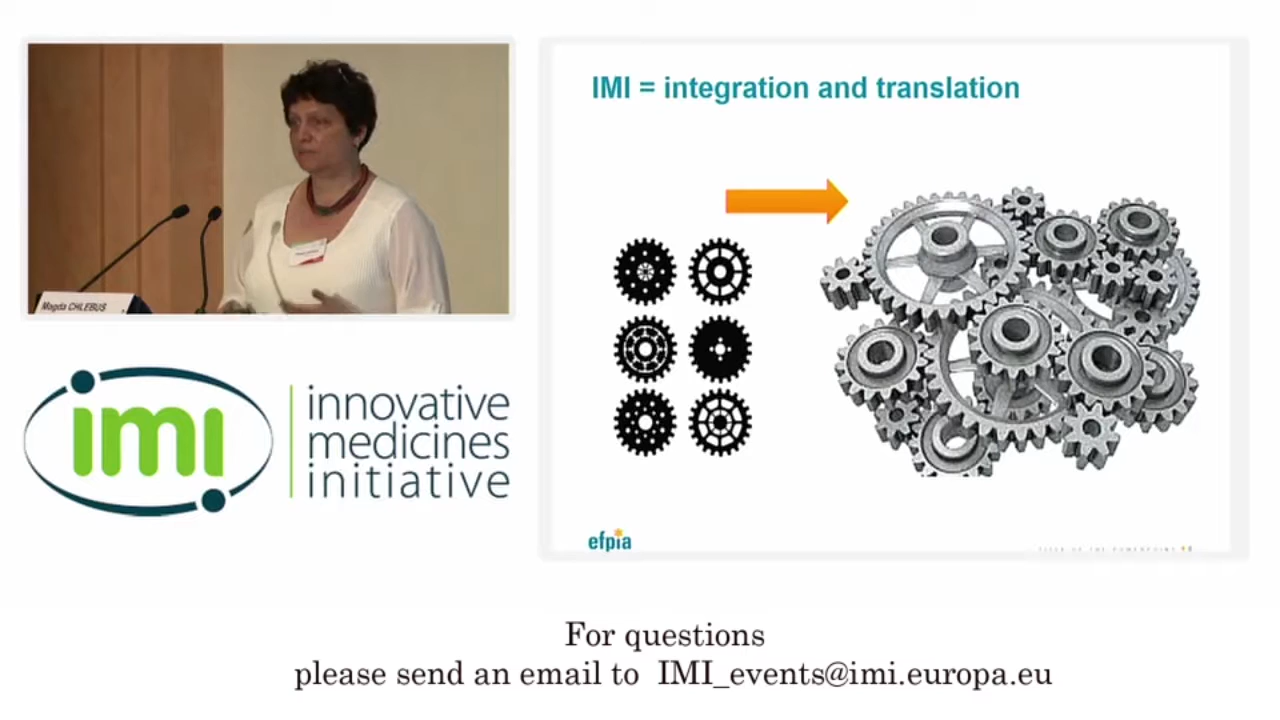 IMI = integration and translation
Magda CHLEBUS
imi
innovative
medicines
initiative
efpia
For questions
please send an email to IMI_events@imi.europa.eu